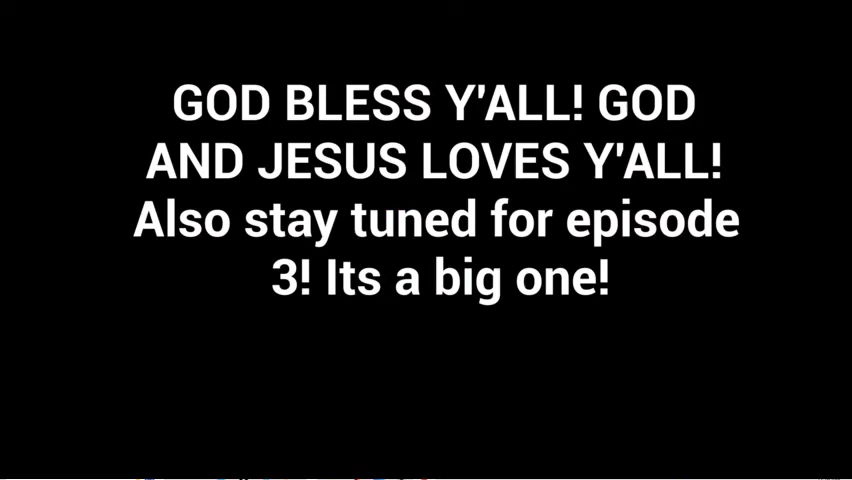 GOD BLESS Y'ALL! GOD
AND JESUS LOVES Y'ALL!
Also stay tuned for episode
3! Its a big one!